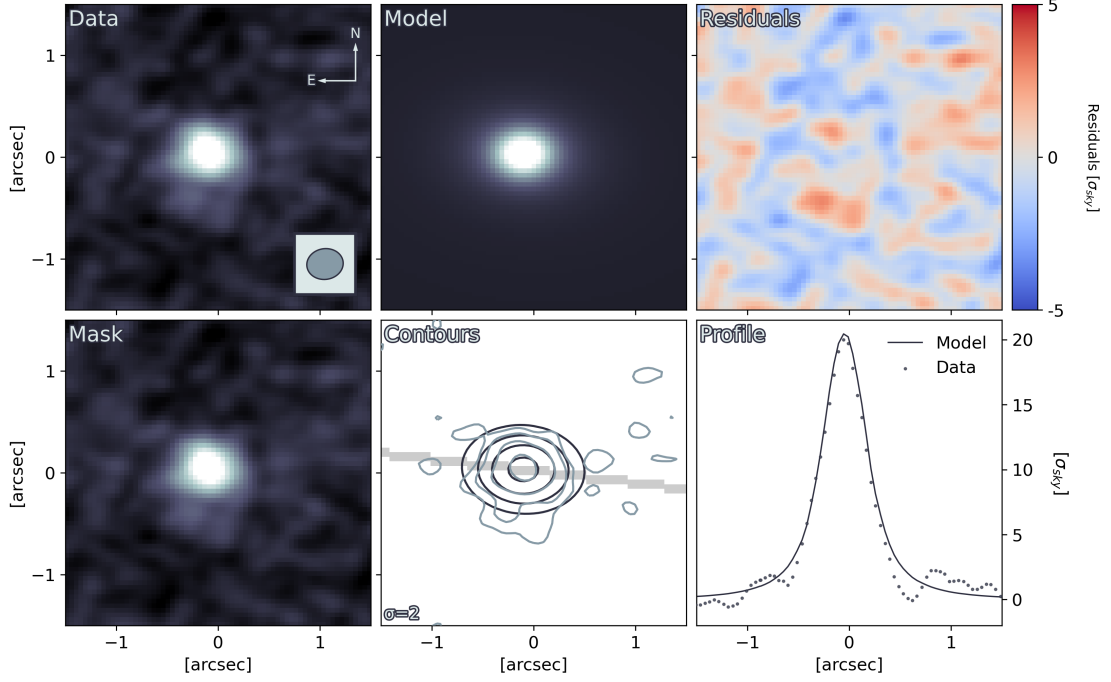 Data
N
E
Model
Residuals
5
0
-5
Residuals [σsky]
1
0
−1
[arcsec]
Mask
Contours
σ=2
Profile
Model
Data
20
15
10
5
0
[σsky]
1
0
−1
[arcsec]
−1 0 1
[arcsec]
−1 0 1
[arcsec]
−1 0 1
[arcsec]